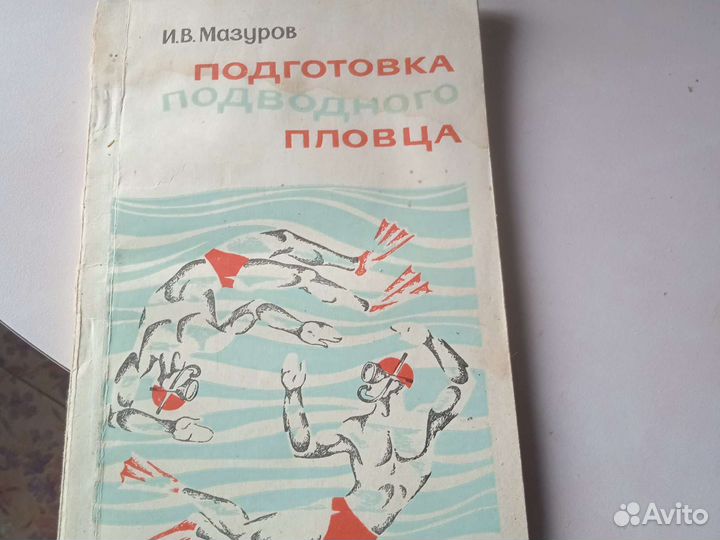 И.В. Мазуров
ПОДГОТОВКА
ПОДВОДНОГО
ПЛОВЦА
Avito